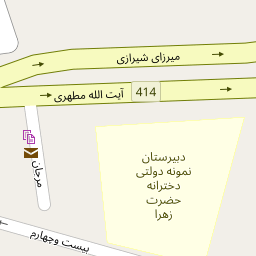 میرزای شیرازی
آیت الله مطهری
414
دبیرستان
نمونه دولتی
دخترانه
حضرت
زهرا
مرجان
بیست وچهارم